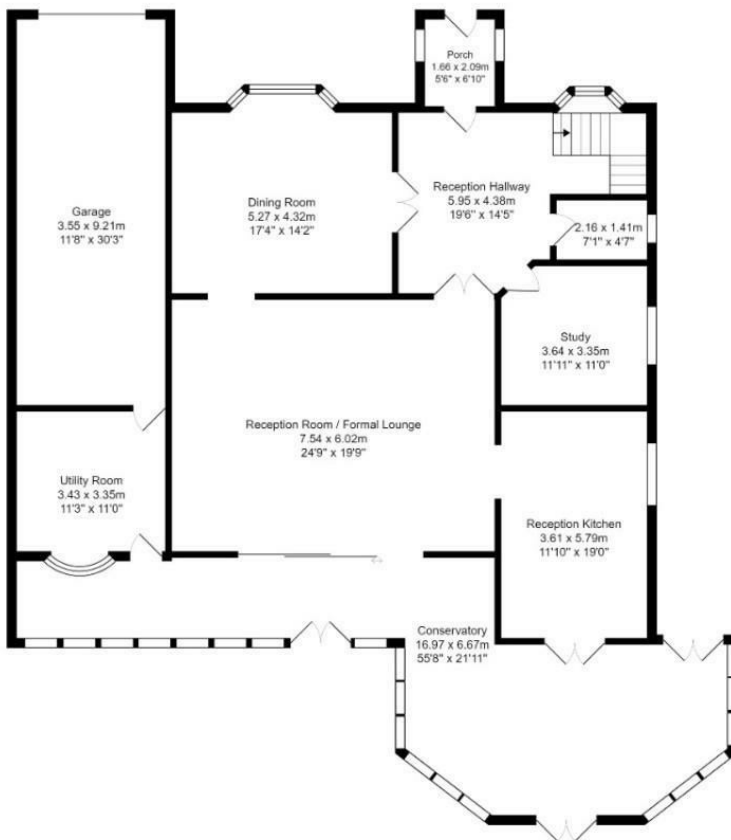 Porch
1.66 x 2.09m
5'6" x 6'10"
Garage
3.55 x 9.21m
11'8" x 30'3"
Dining Room
5.27 x 4.32m
17'4" x 14'2"
Reception Hallway
5.95 x 4.38m
19'6" x 14'5"
2.16 x 1.41m
7'1" x 4'7"
Study
3.64 x 3.35m
11'11" x 11'0"
Reception Room / Formal Lounge
7.54 x 6.02m
24'9" x 19'9"
Utility Room
3.43 x 3.35m
11'3" x 11'0"
Reception Kitchen
3.61 x 5.79m
11'10" x 19'0"
Conservatory
16.97 x 6.67m
55'8" x 21'11"